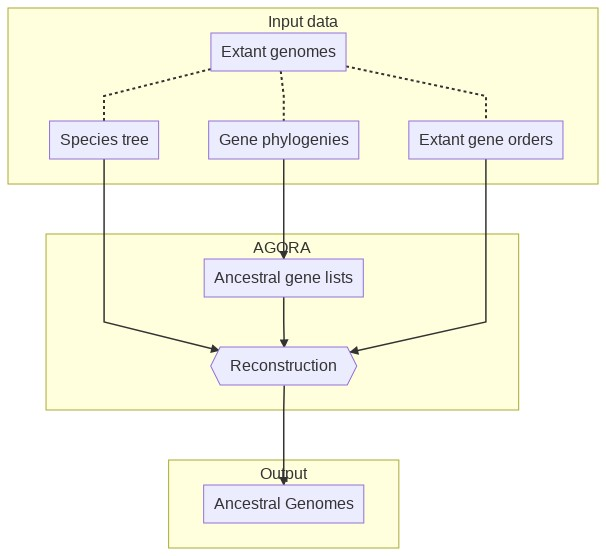 Input data
Extant genomes
Species tree
Gene phylogenies
Extant gene orders
AGORA
Ancestral gene lists
Reconstruction
Output
Ancestral Genomes